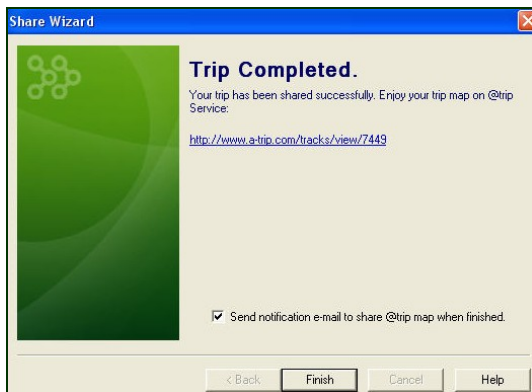 Share Wizard
Trip Completed.
Your trip has been shared successfully. Enjoy your trip map on @trip
Service:
http://www.a-trip.com/tracks/view/7449
Send notification e-mail to share @trip map when finished.
< Back Finish Cancel Help